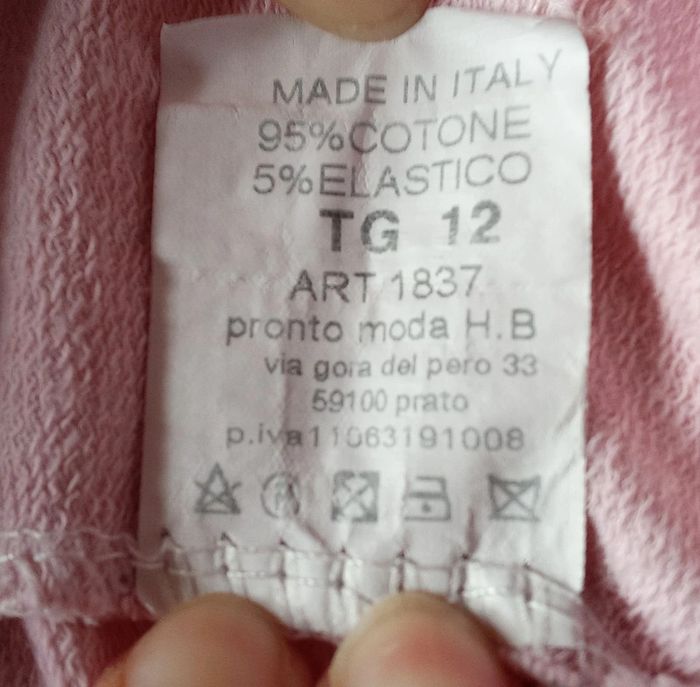 MADE IN ITALY
95%COTONE
5%ELASTICO
TG 12
ART 1837
pronto moda H.B
via gora del pero 33
59100 prato
p.iva11063191008